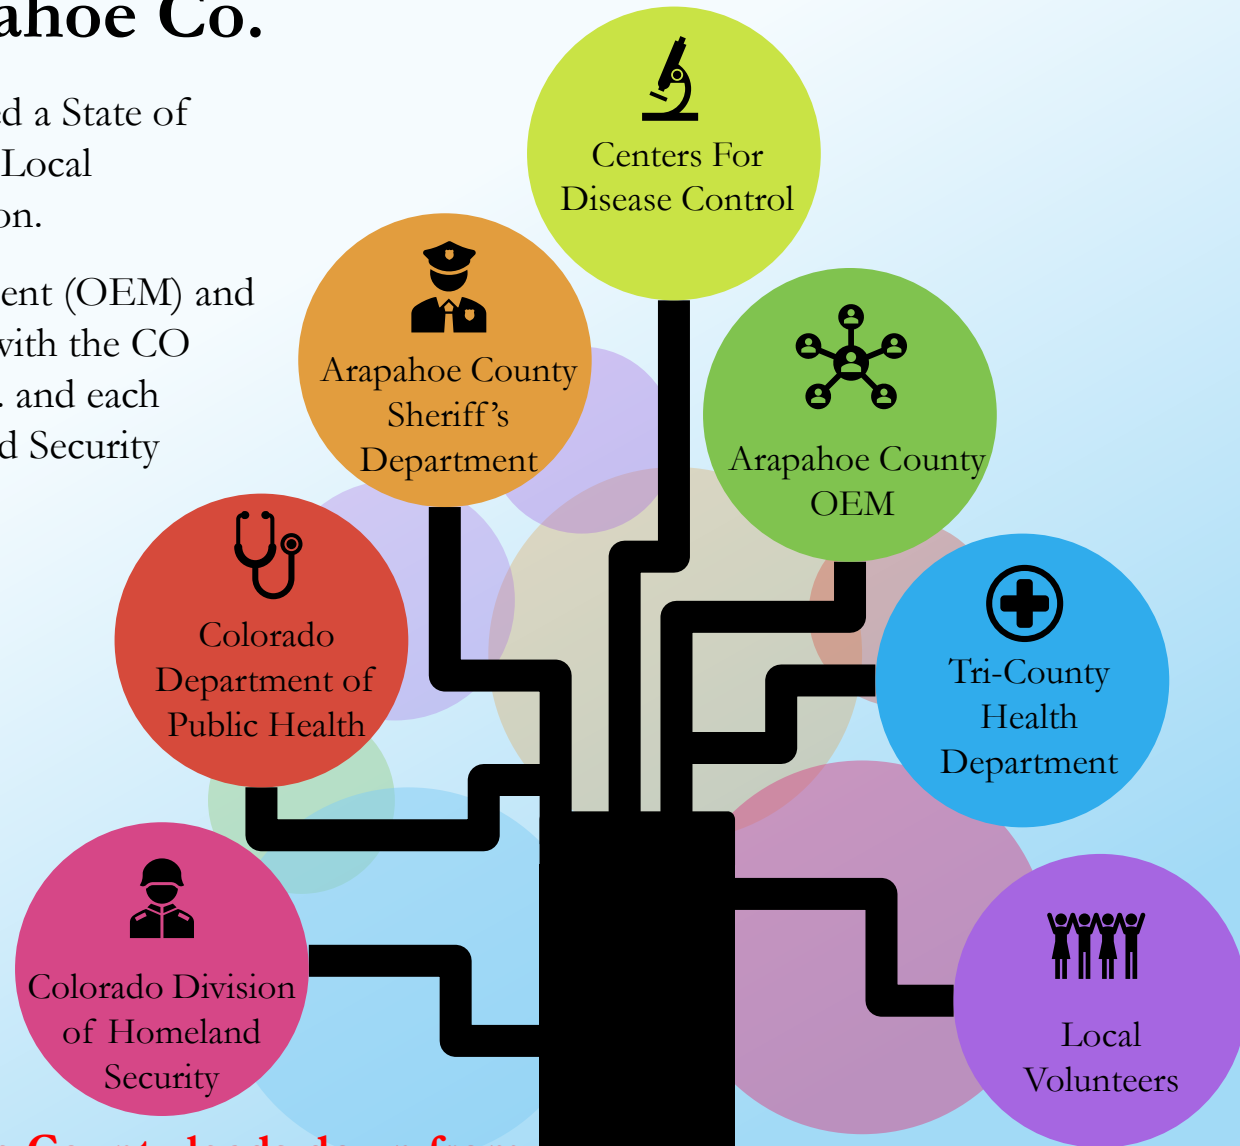 ahoe Co.
ed a State of
Local
on.
ent (OEM) and
with the CO
. and each
d Security
Centers For
Disease Control
Arapahoe County
Sheriff's
Department
Arapahoe County
OEM
Colorado
Department of
Public Health
Tri-County
Health
Department
Colorado Division
of Homeland
Security
Local
Volunteers